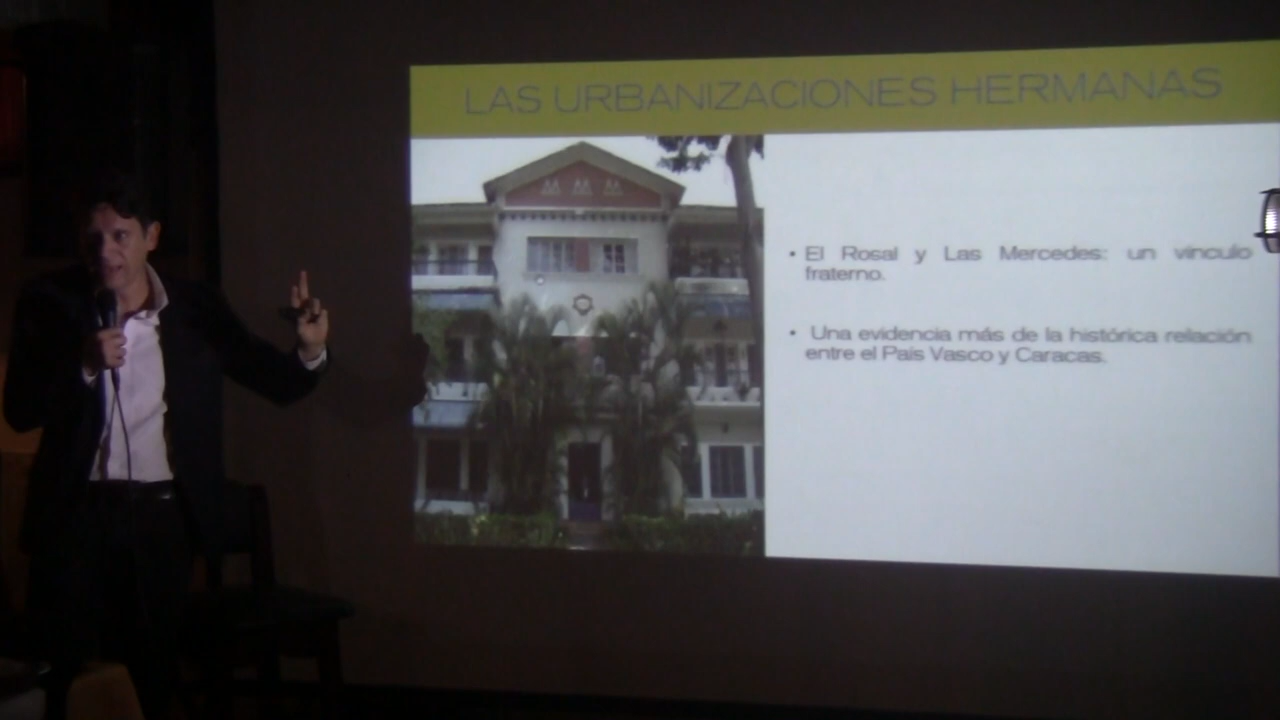 LAS URBANIZACIONES HERMANAS
• El Rosal y Las Mercedes: un vínculo
fraterno.
• Una evidencia más de la histórica relación
entre el País Vasco y Caracas.